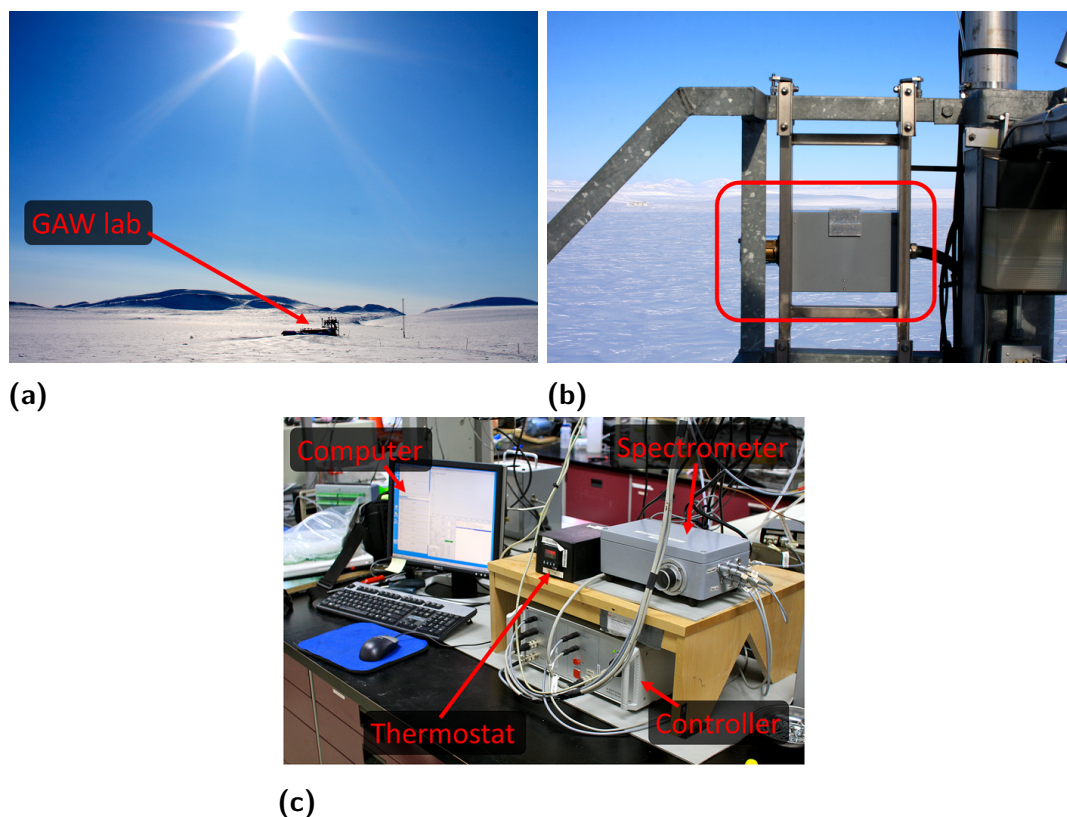 GAW lab
(a)
(b)
Computer
Spectrometer
Thermostat
Controller
(c)